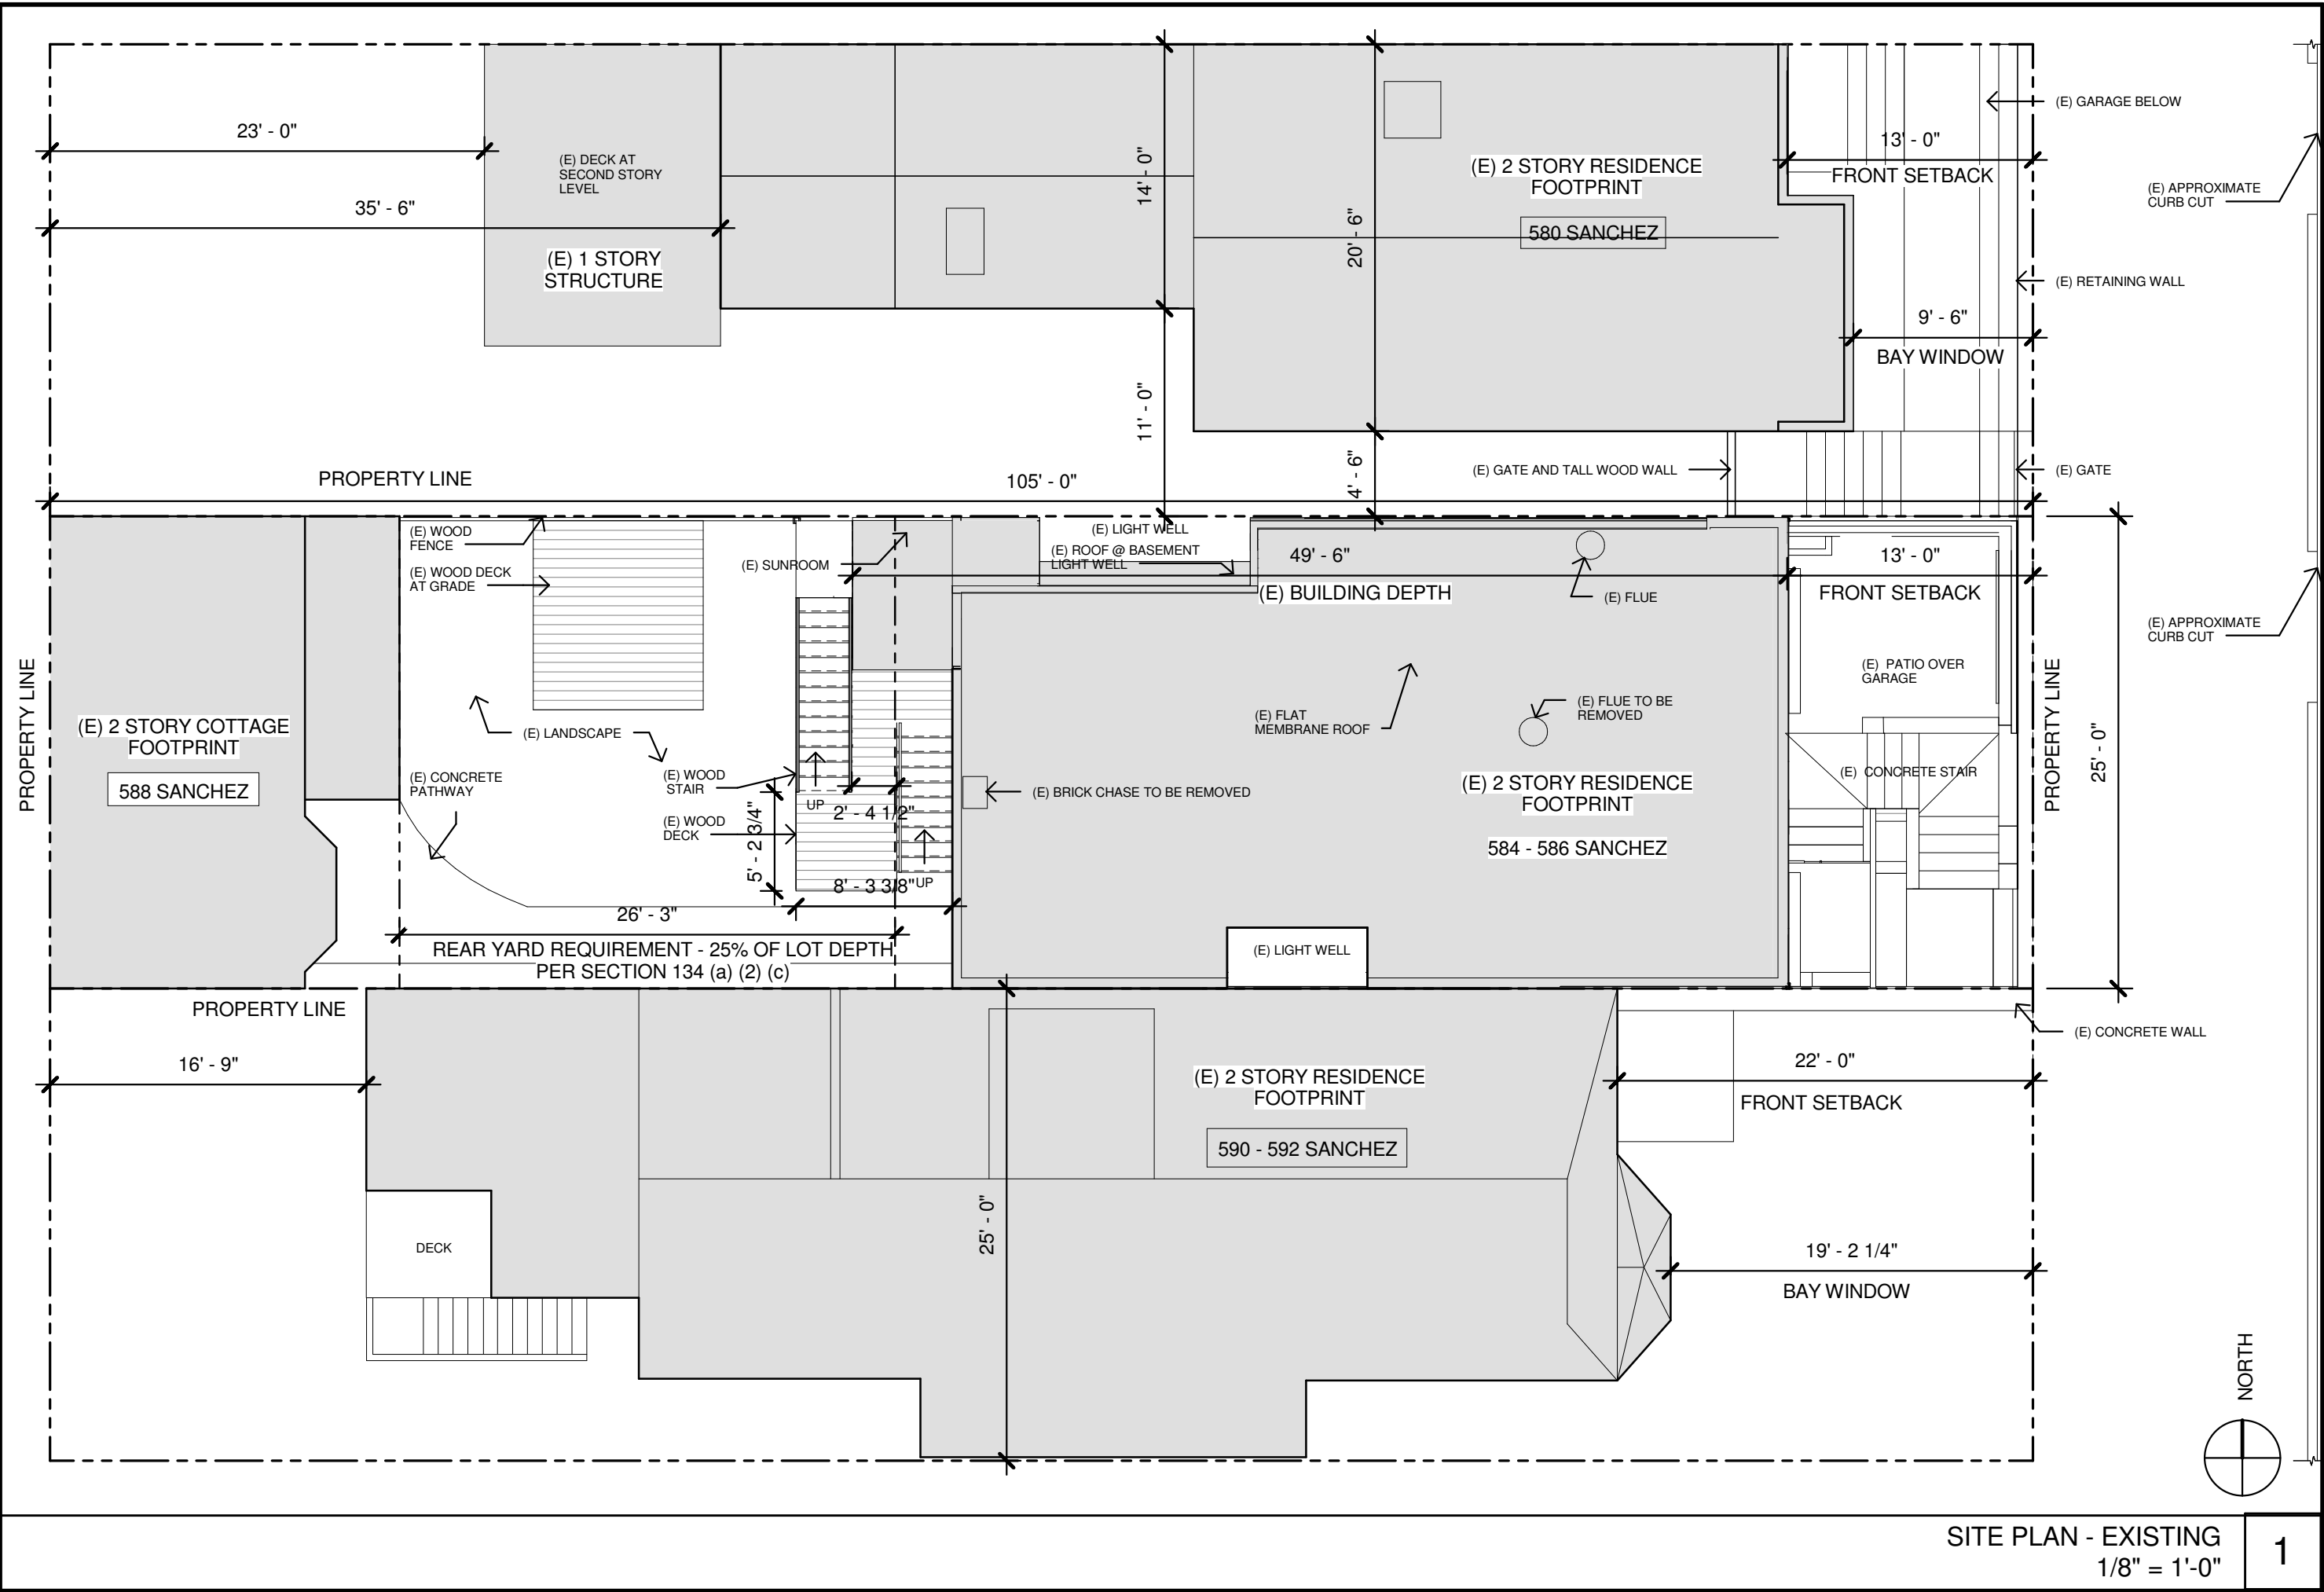 23' - 0"
35' - 6"
(E) DECK AT
SECOND STORY
LEVEL
(E) 1 STORY
STRUCTURE
14' - 0"
20' - 6"
11' - 0"
4' - 6"
(E) 2 STORY RESIDENCE
FOOTPRINT
580 SANCHEZ
13' - 0"
FRONT SETBACK
9' - 6"
BAY WINDOW
(E) GARAGE BELOW
(E) APPROXIMATE
CURB CUT
(E) RETAINING WALL
(E) GATE AND TALL WOOD WALL
(E) GATE
PROPERTY LINE
105' - 0"
(E) WOOD
FENCE
(E) WOOD DECK
AT GRADE
(E) SUNROOM
(E) LIGHT WELL
(E) ROOF @ BASEMENT
LIGHT WELL
49' - 6"
(E) BUILDING DEPTH
(E) FLUE
13' - 0"
FRONT SETBACK
(E) APPROXIMATE
CURB CUT
PROPERTY LINE
(E) 2 STORY COTTAGE
FOOTPRINT
588 SANCHEZ
(E) LANDSCAPE
(E) CONCRETE
PATHWAY
(E) WOOD
STAIR
(E) WOOD
DECK
UP
2' - 4 1/2"
5' - 2 3/4"
8' - 3 3/8"
UP
(E) BRICK CHASE TO BE REMOVED
(E) FLAT
MEMBRANE ROOF
(E) FLUE TO BE
REMOVED
(E) 2 STORY RESIDENCE
FOOTPRINT
584 - 586 SANCHEZ
(E) PATIO OVER
GARAGE
(E) CONCRETE STAIR
PROPERTY LINE
25' - 0"
26' - 3"
REAR YARD REQUIREMENT - 25% OF LOT DEPTH
PER SECTION 134 (a) (2) (c)
(E) LIGHT WELL
PROPERTY LINE
(E) CONCRETE WALL
16' - 9"
(E) 2 STORY RESIDENCE
FOOTPRINT
590 - 592 SANCHEZ
22' - 0"
FRONT SETBACK
DECK
25' - 0"
19' - 2 1/4"
BAY WINDOW
NORTH
SITE PLAN - EXISTING
1/8" = 1'-0"
1